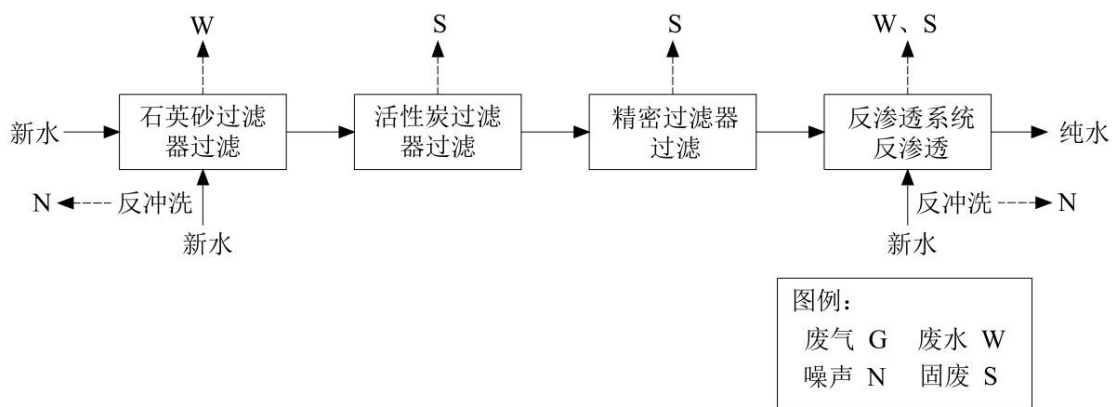 W
S
S
W、S
新水
石英砂过滤
器过滤
活性炭过滤
器过滤
精密过滤器
过滤
反渗透系统
反渗透
纯水
N
反冲洗
新水
反冲洗
N
新水
图例：
废气 G 废水 W
噪声 N 固废 S